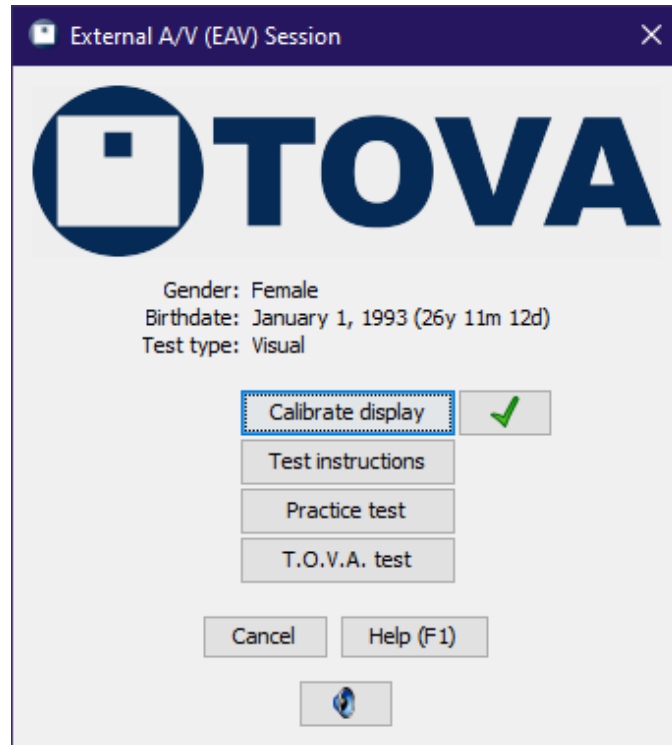 External A/V (EAV) Session
TOVA
Gender: Female
Birthdate: January 1, 1993 (26y 11m 12d)
Test type: Visual
Calibrate display
Test instructions
Practice test
T.O.V.A. test
Cancel Help (F1)